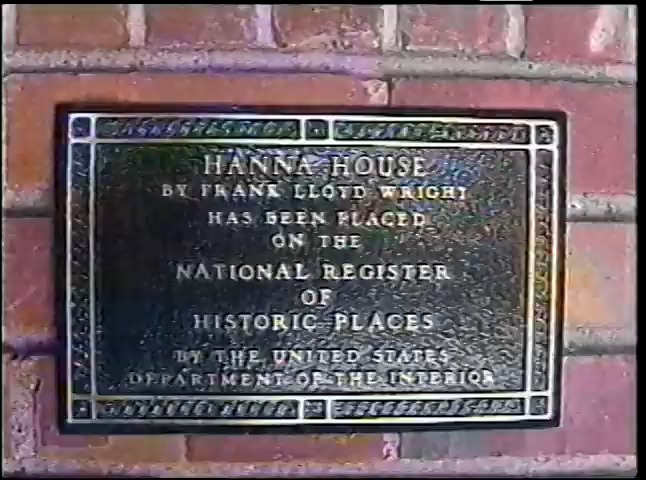 HANNA HOUSE
BY FRANK LLOYD WRIGHT
HAS BEEN PLACED
ON THE
NATIONAL REGISTER
OF
HISTORIC PLACES
BY THE UNITED STATES
DEPARTMENT OF THE INTERIOR